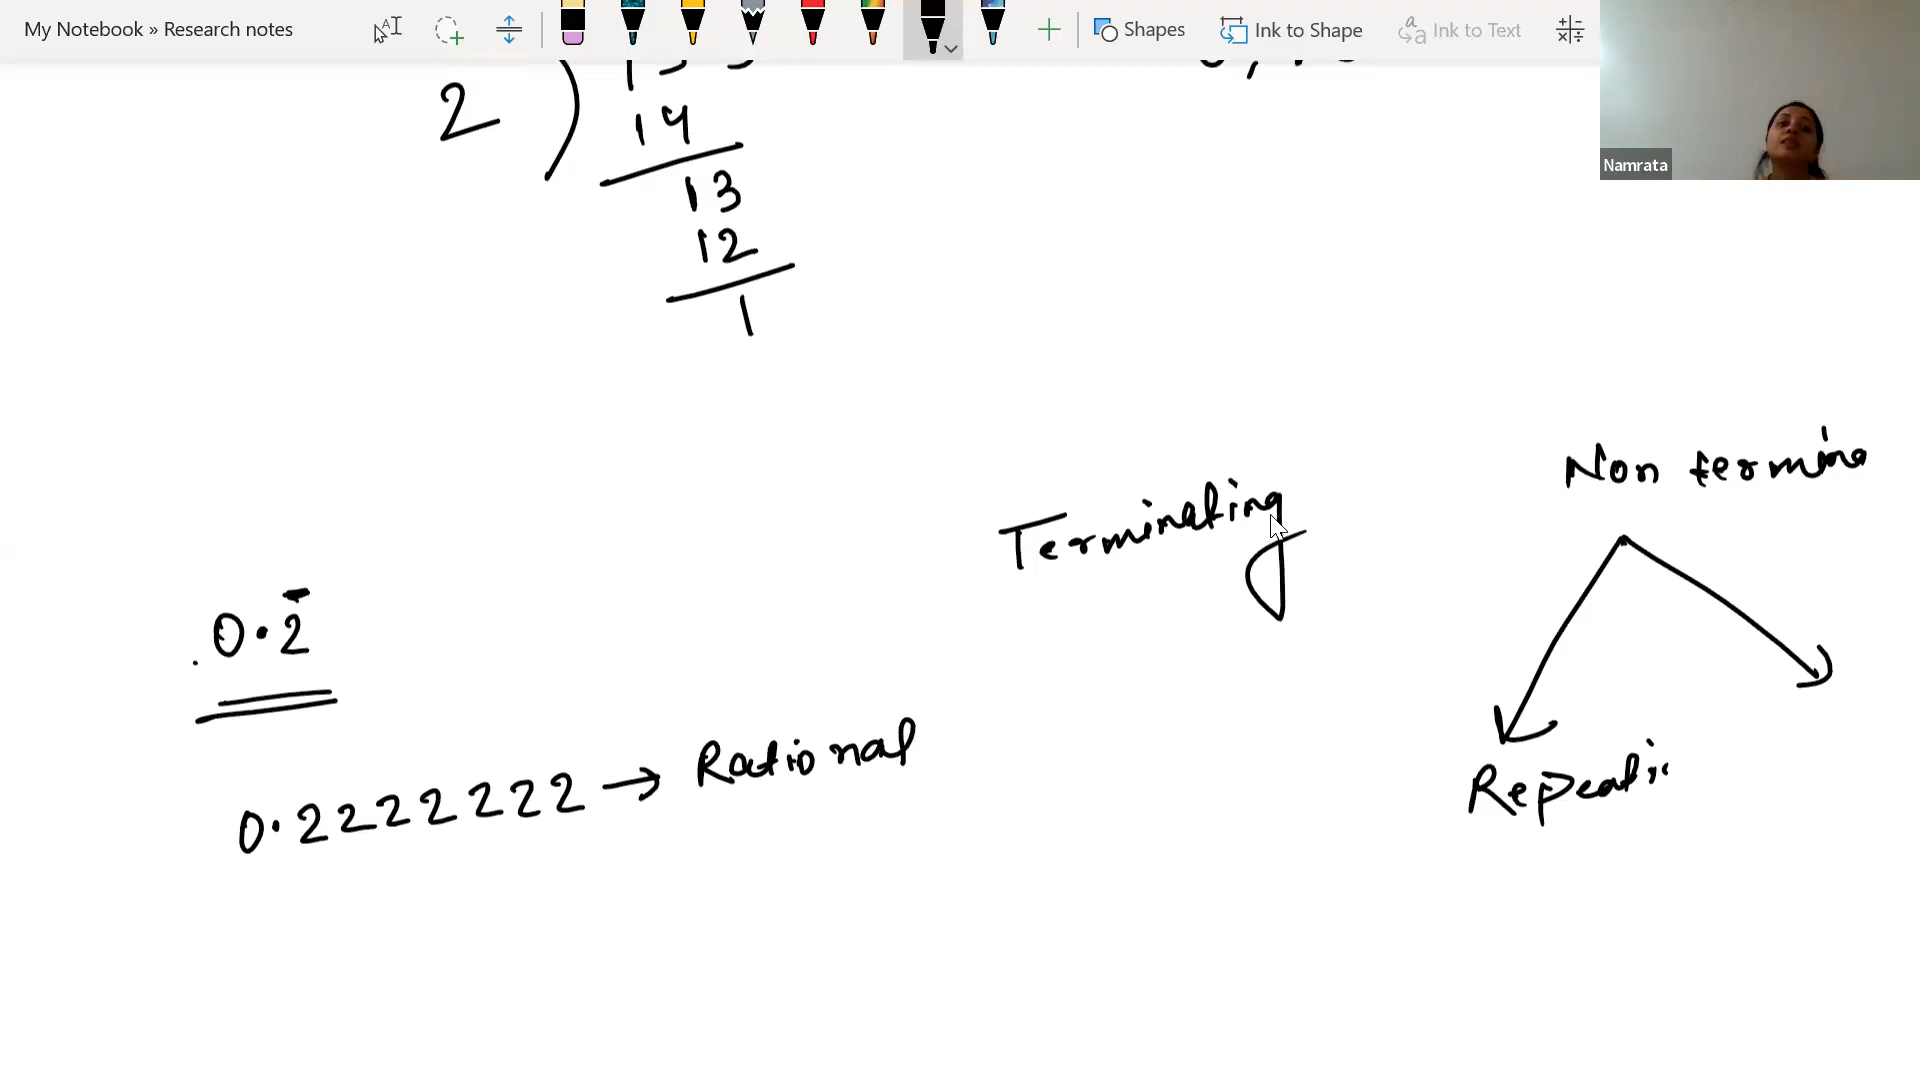 My Notebook » Research notes
Shapes
Ink to Shape
Ink to Text
Namrata
2
14
13
12
1
Non termina
Terminating
0.2̅
Repeati
0.2222222 → Rational